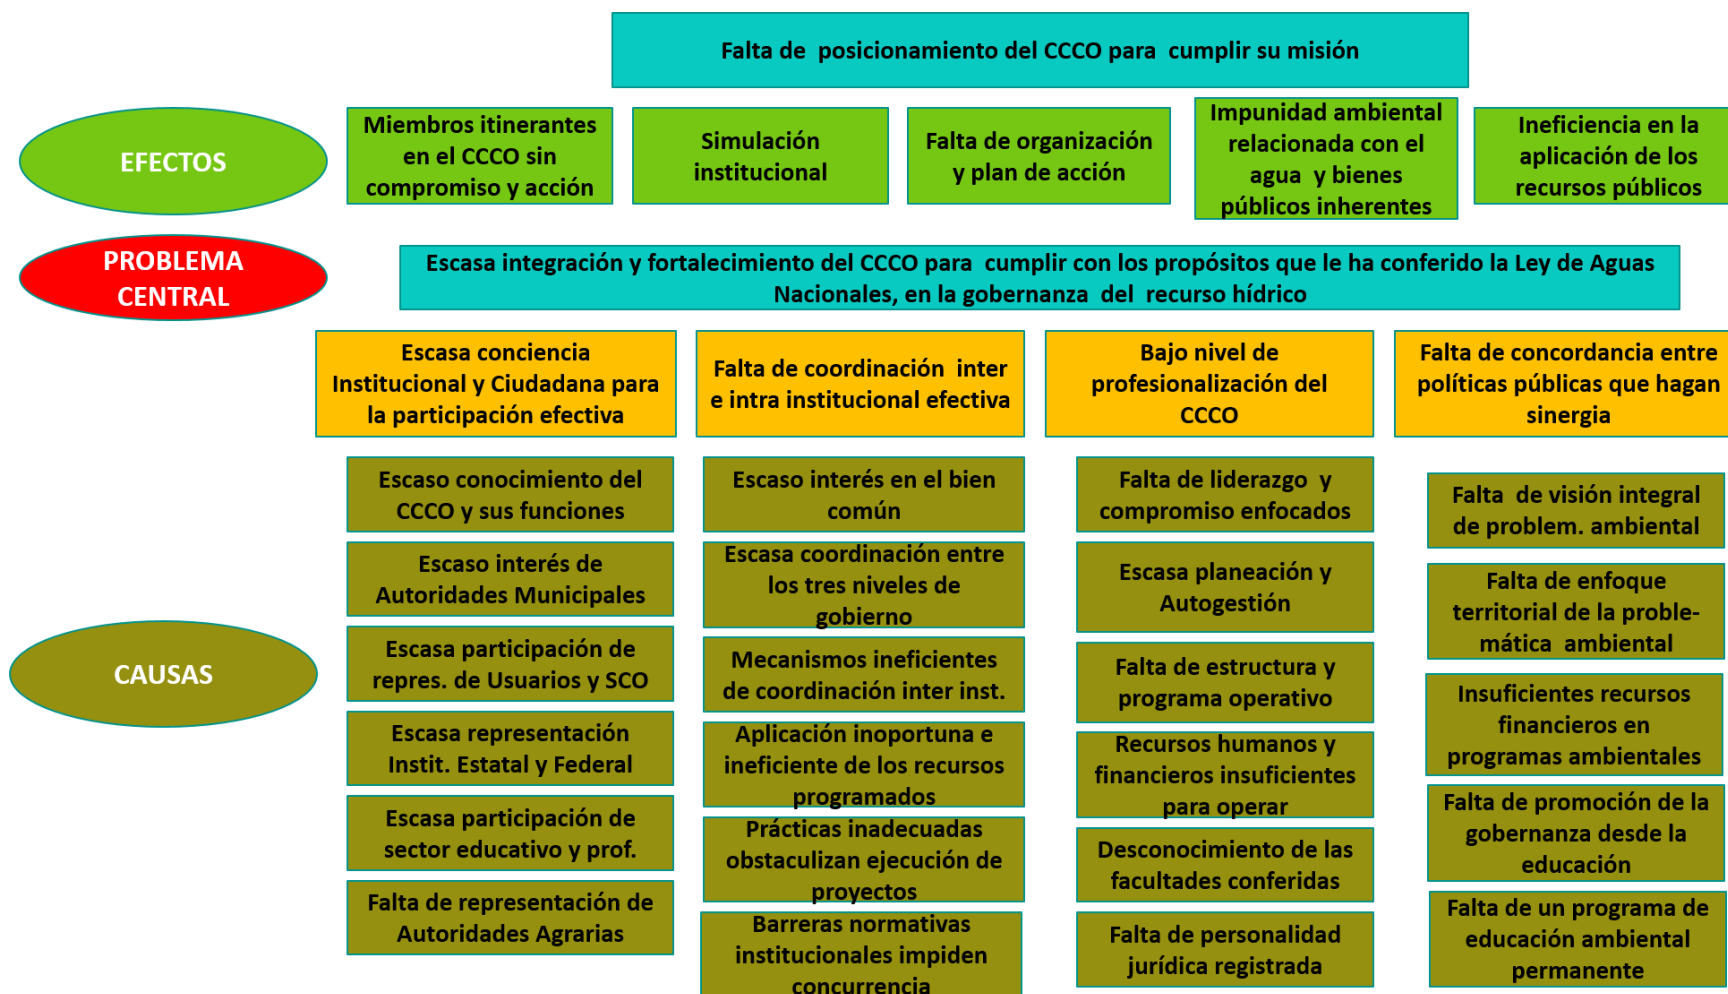 Falta de posicionamiento del CCCO para cumplir su misión
EFECTOS
Miembros itinerantes
en el CCCO sin
compromiso y acción
Simulación
institucional
Falta de organización
y plan de acción
Impunidad ambiental
relacionada con el
agua y bienes
públicos inherentes
Ineficiencia en la
aplicación de los
recursos públicos
PROBLEMA
CENTRAL
Escasa integración y fortalecimiento del CCCO para cumplir con los propósitos que le ha conferido la Ley de Aguas
Nacionales, en la gobernanza del recurso hídrico
Escasa conciencia
Institucional y Ciudadana para
la participación efectiva
Falta de coordinación inter
e intra institucional efectiva
Bajo nivel de
profesionalización del
CCCO
Falta de concordancia entre
políticas públicas que hagan
sinergia
CAUSAS
Escaso conocimiento del
CCCO y sus funciones
Escaso interés de
Autoridades Municipales
Escasa participación de
repres. de Usuarios y SCO
Escasa representación
Instit. Estatal y Federal
Escasa participación de
sector educativo y prof.
Falta de representación de
Autoridades Agrarias
Escaso interés en el bien
común
Escasa coordinación entre
los tres niveles de
gobierno
Mecanismos ineficientes
de coordinación inter inst.
Aplicación inoportuna e
ineficiente de los recursos
programados
Prácticas inadecuadas
obstaculizan ejecución de
proyectos
Barreras normativas
institucionales impiden
concurrencia
Falta de liderazgo y
compromiso enfocados
Escasa planeación y
Autogestión
Falta de estructura y
programa operativo
Recursos humanos y
financieros insuficientes
para operar
Desconocimiento de las
facultades conferidas
Falta de personalidad
jurídica registrada
Falta de visión integral
de problem. ambiental
Falta de enfoque
territorial de la proble-
mática ambiental
Insuficientes recursos
financieros en
programas ambientales
Falta de promoción de la
gobernanza desde la
educación
Falta de un programa de
educación ambiental
permanente